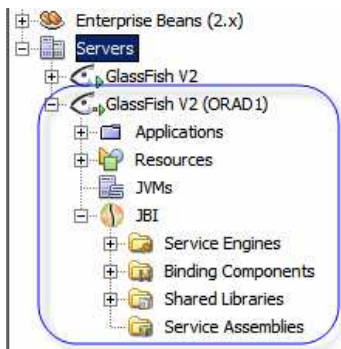 Enterprise Beans (2.x)
Servers
GlassFish V2
GlassFish V2 (ORAD1)
Applications
Resources
JVMs
JBI
Service Engines
Binding Components
Shared Libraries
Service Assemblies